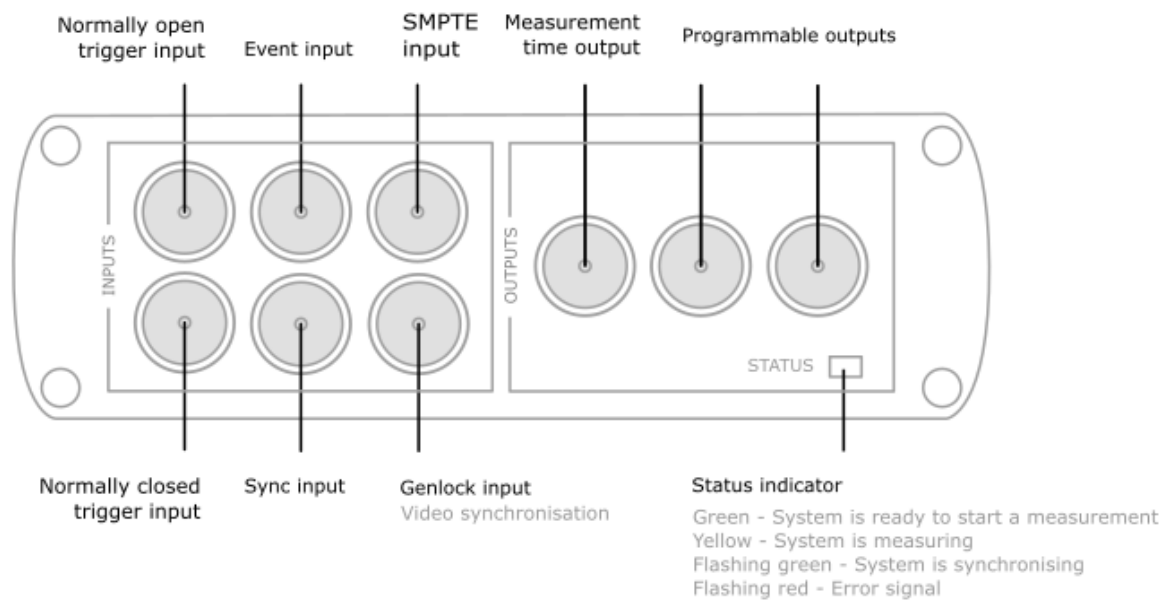 Normally open
trigger input
Event input
SMPTE
input
Measurement
time output
Programmable outputs
INPUTS
OUTPUTS
STATUS
Normally closed
trigger input
Sync input
Genlock input
Video synchronisation
Status indicator
Green - System is ready to start a measurement
Yellow - System is measuring
Flashing green - System is synchronising
Flashing red - Error signal